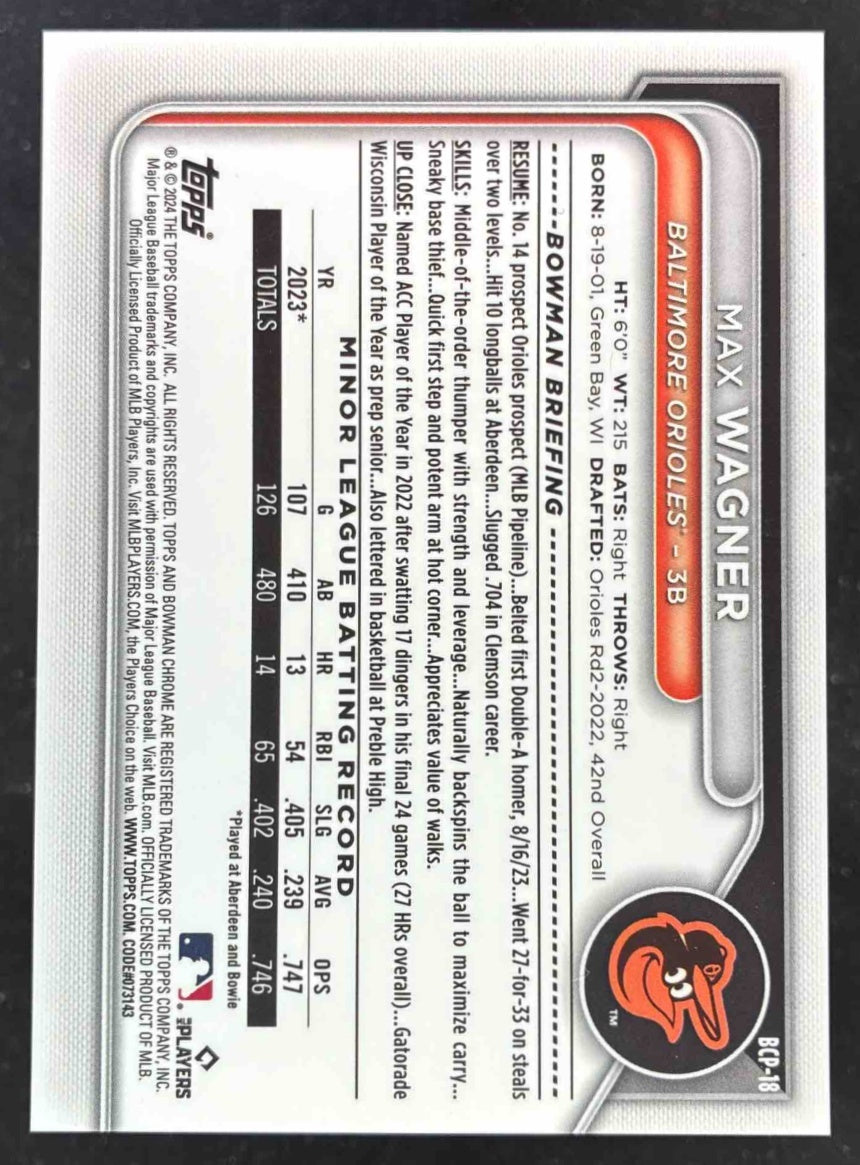 BCP-18
MAX WAGNER
BALTIMORE ORIOLES® - 3B
TM
HT: 6'0" WT: 215 BATS: Right THROWS: Right
BORN: 8-19-01, Green Bay, WI DRAFTED: Orioles Rd2-2022, 42nd Overall
BOWMAN BRIEFING
RESUME: No. 14 prospect Orioles prospect (MLB Pipeline)...Belted first Double-A homer, 8/16/23...Went 27-for-33 on steals
over two levels...Hit 10 longballs at Aberdeen...Slugged .704 in Clemson career.
SKILLS: Middle-of-the-order thumper with strength and leverage...Naturally backspins the ball to maximize carry...
Sneaky base thief...Quick first step and potent arm at hot corner...Appreciates value of walks.
UP CLOSE: Named ACC Player of the Year in 2022 after swatting 17 dingers in his final 24 games (27 HRs overall)...Gatorade
Wisconsin Player of the Year as prep senior...Also lettered in basketball at Preble High.
MINOR LEAGUE BATTING RECORD
YR G AB HR RBI SLG AVG OPS
2023* 107 410 13 54 .405 .239 .747
TOTALS 126 480 14 65 .402 .240 .746
*Played at Aberdeen and Bowie
topps®
MLB PLAYERS
® & © 2024 THE TOPPS COMPANY, INC. ALL RIGHTS RESERVED. TOPPS AND BOWMAN CHROME ARE REGISTERED TRADEMARKS OF THE TOPPS COMPANY, INC.
Major League Baseball trademarks and copyrights are used with permission of Major League Baseball. Visit MLB.com. OFFICIALLY LICENSED PRODUCT OF MLB.
Officially Licensed Product of MLB Players, Inc. Visit MLBPLAYERS.COM, the Players Choice on the web. WWW.TOPPS.COM. CODE#073143